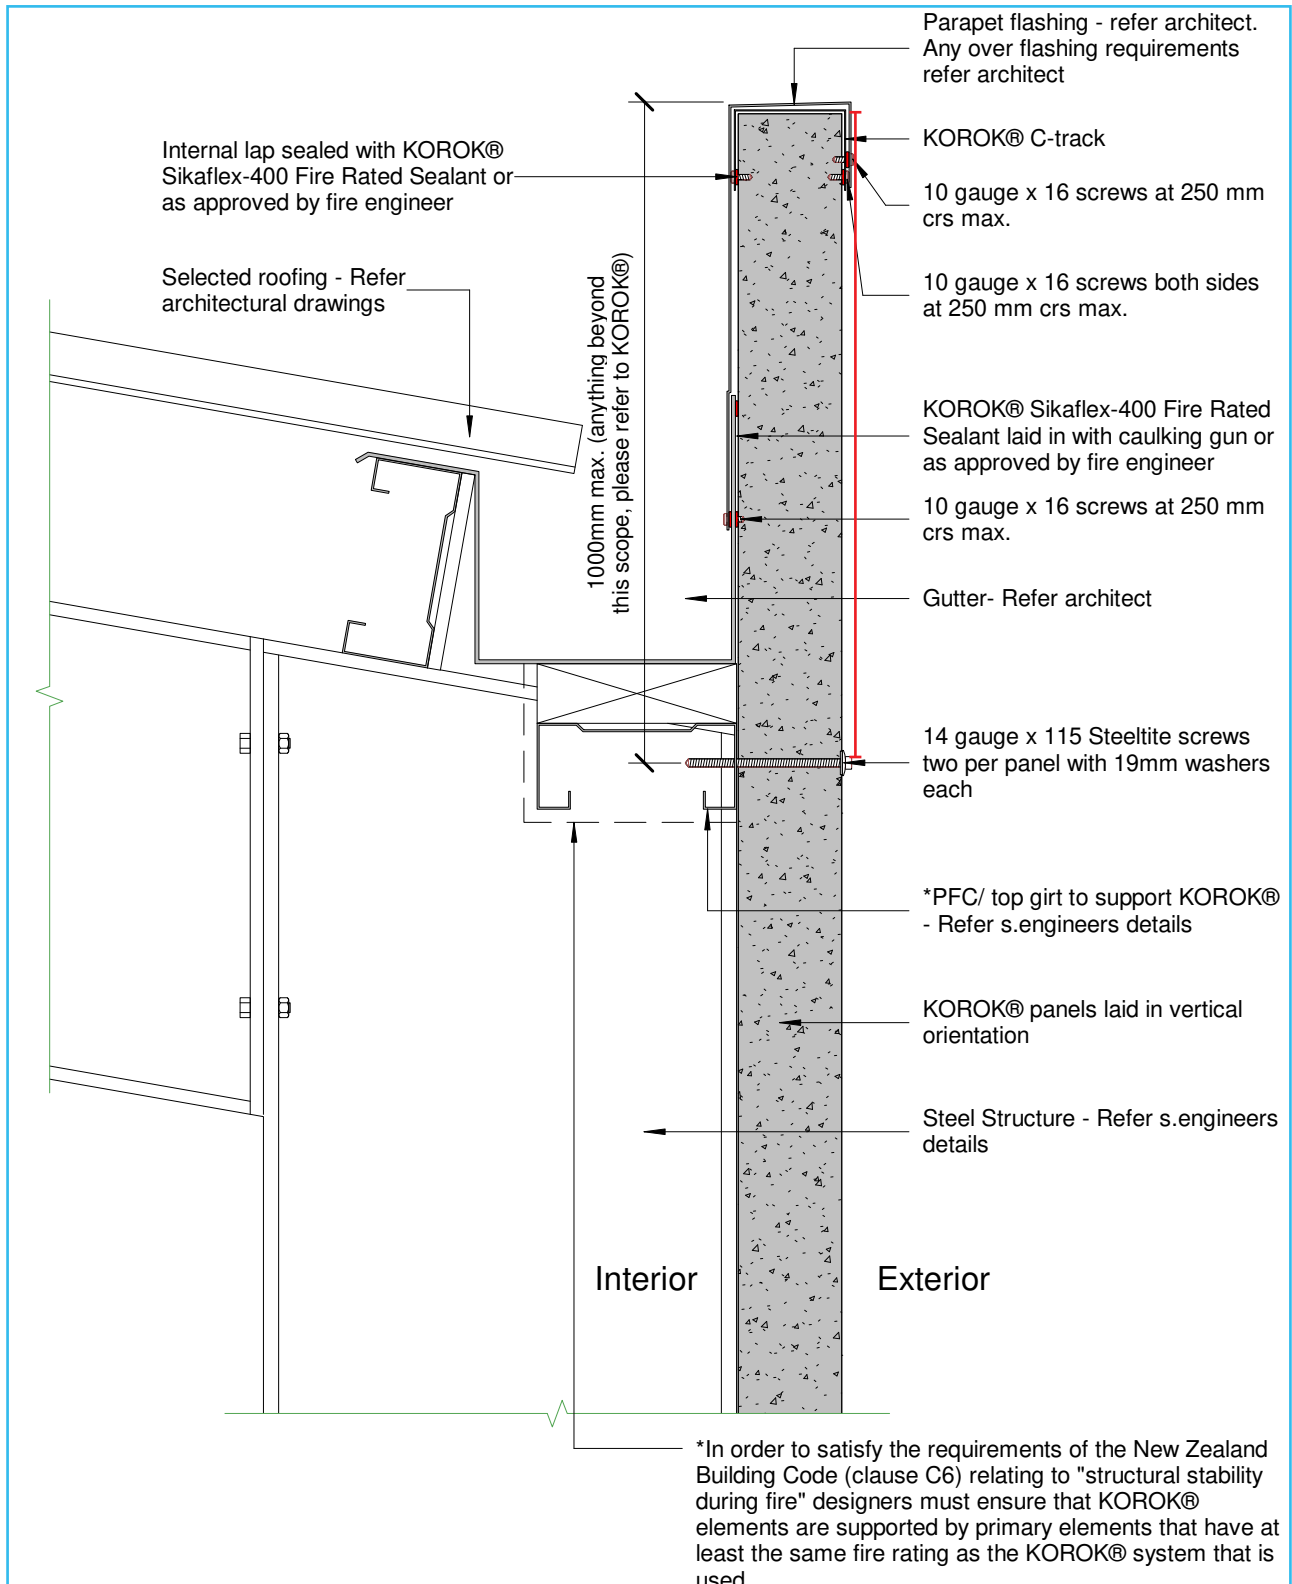 Parapet flashing - refer architect.
Any over flashing requirements
refer architect
KOROK® C-track
Internal lap sealed with KOROK®
Sikaflex-400 Fire Rated Sealant or
as approved by fire engineer
10 gauge x 16 screws at 250 mm
crs max.
Selected roofing - Refer
architectural drawings
10 gauge x 16 screws both sides
at 250 mm crs max.
1000mm max. (anything beyond
this scope, please refer to KOROK®)
KOROK® Sikaflex-400 Fire Rated
Sealant laid in with caulking gun or
as approved by fire engineer
10 gauge x 16 screws at 250 mm
crs max.
Gutter- Refer architect
14 gauge x 115 Steeltite screws
two per panel with 19mm washers
each
*PFC/ top girt to support KOROK®
- Refer s.engineers details
KOROK® panels laid in vertical
orientation
Steel Structure - Refer s.engineers
details
Interior
Exterior
*In order to satisfy the requirements of the New Zealand
Building Code (clause C6) relating to "structural stability
during fire" designers must ensure that KOROK®
elements are supported by primary elements that have at
least the same fire rating as the KOROK® system that is
used